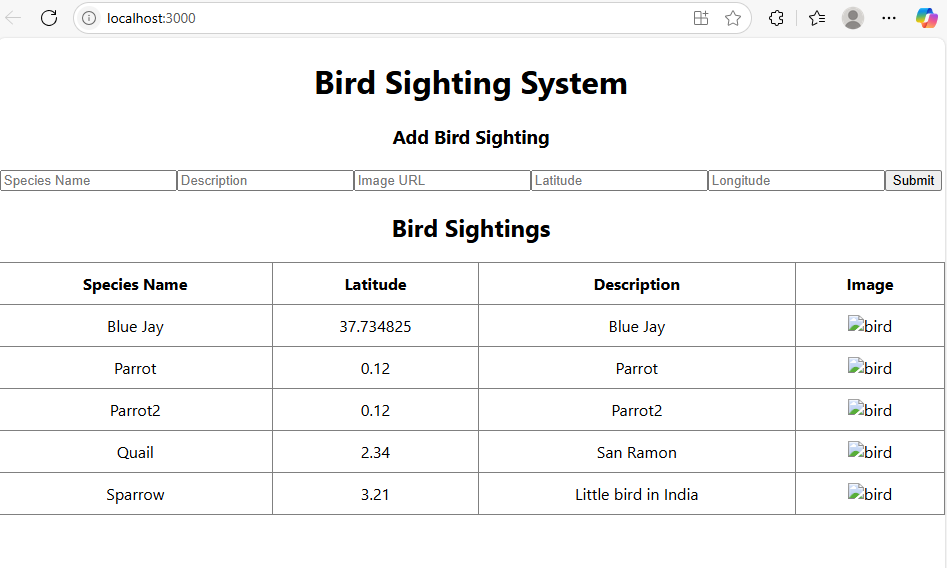 localhost:3000
Bird Sighting System
Add Bird Sighting
Species Name Description Image URL Latitude Longitude Submit
Bird Sightings
Species Name Latitude Description Image
Blue Jay 37.734825 Blue Jay bird
Parrot 0.12 Parrot bird
Parrot2 0.12 Parrot2 bird
Quail 2.34 San Ramon bird
Sparrow 3.21 Little bird in India bird